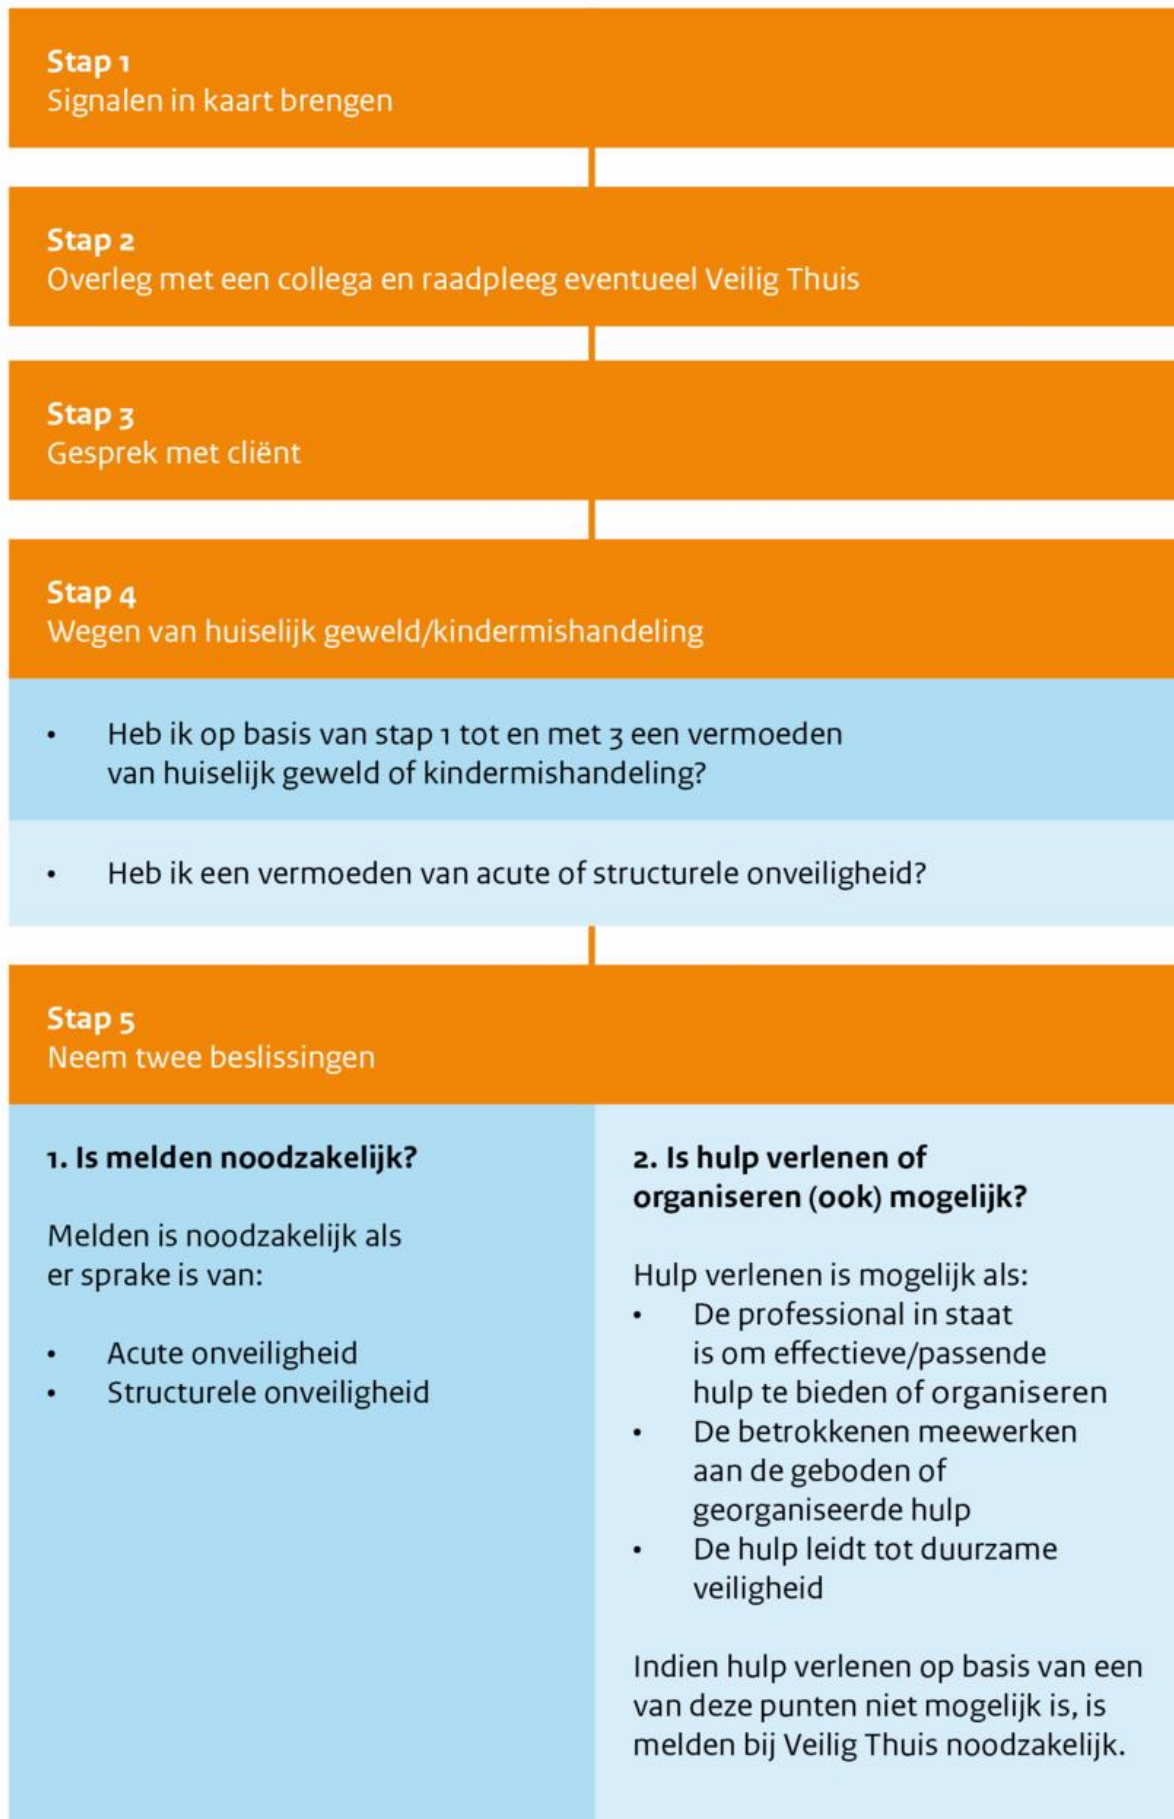 Stap 1
Signalen in kaart brengen
Stap 2
Overleg met een collega en raadpleeg eventueel Veilig Thuis
Stap 3
Gesprek met cliënt
Stap 4
Wegen van huiselijk geweld/kindermishandeling
• Heb ik op basis van stap 1 tot en met 3 een vermoeden
van huiselijk geweld of kindermishandeling?
• Heb ik een vermoeden van acute of structurele onveiligheid?
Stap 5
Neem twee beslissingen
1. Is melden noodzakelijk?
Melden is noodzakelijk als
er sprake is van:
• Acute onveiligheid
• Structurele onveiligheid
2. Is hulp verlenen of
organiseren (ook) mogelijk?
Hulp verlenen is mogelijk als:
• De professional in staat
is om effectieve/passende
hulp te bieden of organiseren
• De betrokkenen meewerken
aan de geboden of
georganiseerde hulp
• De hulp leidt tot duurzame
veiligheid
Indien hulp verlenen op basis van een
van deze punten niet mogelijk is, is
melden bij Veilig Thuis noodzakelijk.